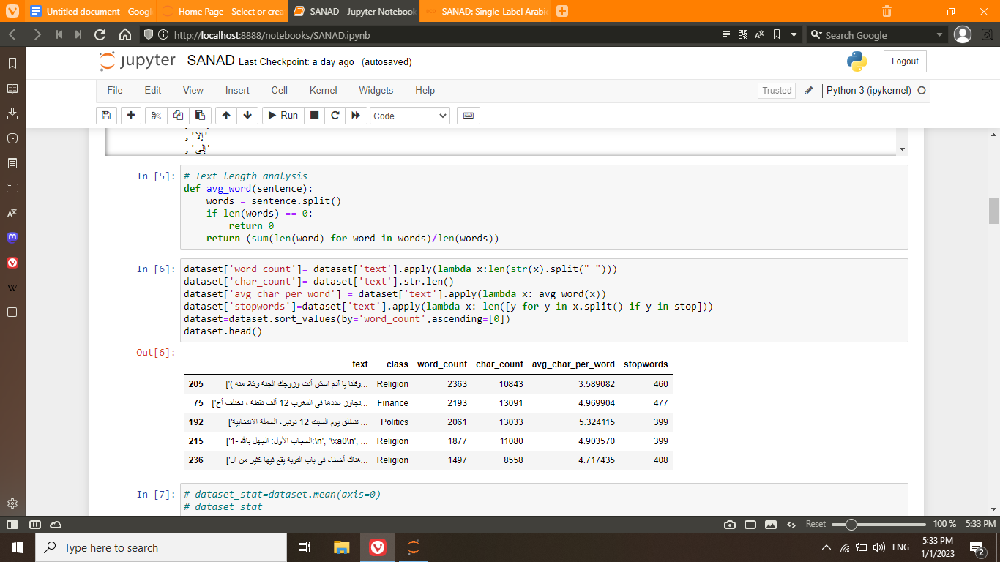 Untitled document - Googl
Home Page - Select or crea
SANAD - Jupyter Notebook
SANAD: Single-Label Arabi
http://localhost:8888/notebooks/SANAD.ipynb
Search Google
jupyter SANAD Last Checkpoint: a day ago (autosaved)
Logout
File Edit View Insert Cell Kernel Widgets Help
Trusted
Python 3 (ipykernel)
Run
Code
'إلا',
'إلى',
In [5]:
# Text length analysis
def avg_word(sentence):
words = sentence.split()
if len(words) == 0:
return 0
return (sum(len(word) for word in words)/len(words))
In [6]:
dataset['word_count']= dataset['text'].apply(lambda x:len(str(x).split(" ")))
dataset['char_count']= dataset['text'].str.len()
dataset['avg_char_per_word'] = dataset['text'].apply(lambda x: avg_word(x))
dataset['stopwords']=dataset['text'].apply(lambda x: len([y for y in x.split() if y in stop]))
dataset=dataset.sort_values(by='word_count',ascending=[0])
dataset.head()
Out[6]:
text class word_count char_count avg_char_per_word stopwords
205 ['( وقلنا يا آدم اسكن أنت وزوجك الجنة وكلا منه... Religion 2363 10843 3.589082 460
75 ['تجاوز عددها في المغرب 12 ألف نقطة ، تختلف أح... Finance 2193 13091 4.969904 477
192 ['تنطلق يوم السبت 12 نونبر، الحملة الانتخابية ... Politics 2061 13033 5.324115 399
215 ['1- الحجاب الأول: الجهل بالله:\n', '\xa0\n', ... Religion 1877 11080 4.903570 399
236 ['هناك أخطاء في باب التوبة يقع فيها كثير من ال... Religion 1497 8558 4.717435 408
In [7]:
# dataset_stat=dataset.mean(axis=0)
# dataset_stat
Reset
100 %
5:33 PM
Type here to search
ENG
5:33 PM
1/1/2023
2